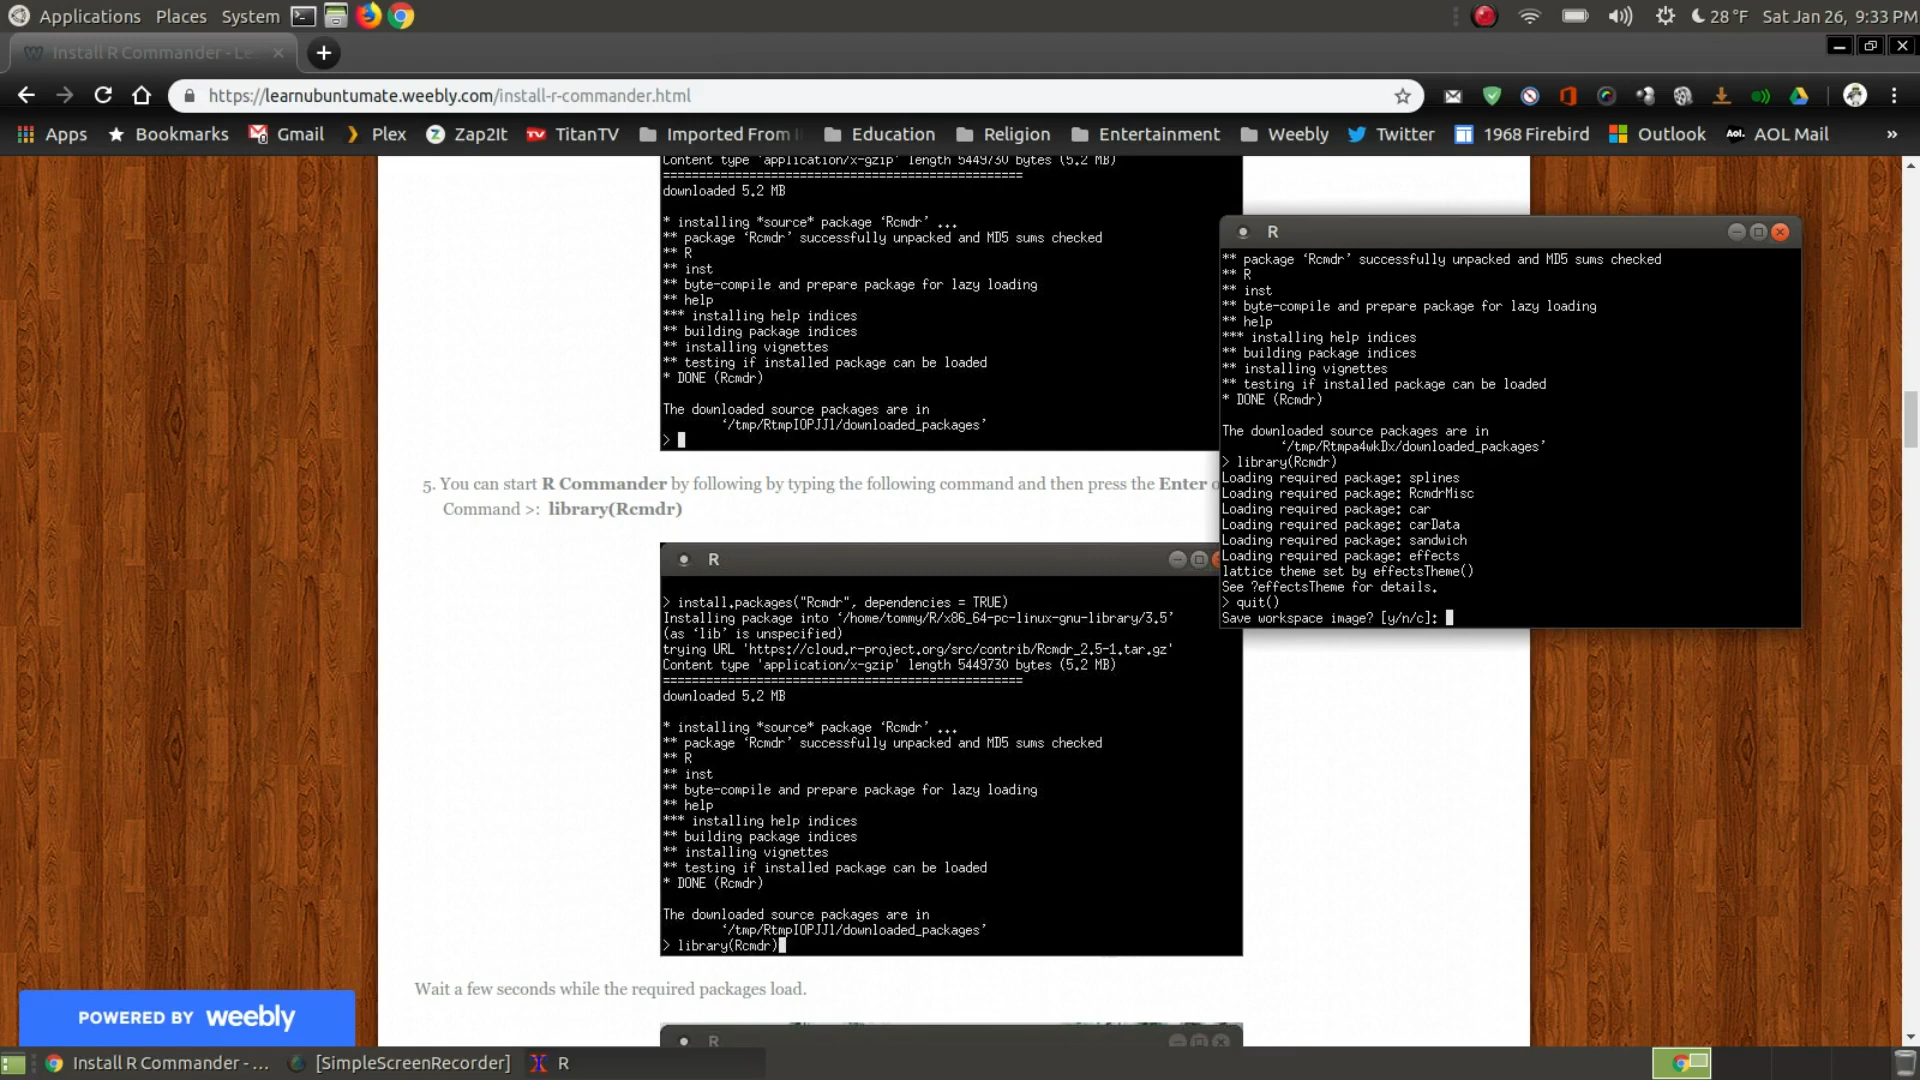 Applications Places System
28 °F Sat Jan 26, 9:33 PM
Install R Commander - Le
https://learnubuntumate.weebly.com/install-r-commander.html
Apps Bookmarks Gmail Plex Zap2It TitanTV Imported From Education Religion Entertainment Weebly Twitter 1968 Firebird Outlook Aol. AOL Mail »
Content type 'application/x-gzip' length 5449730 bytes (5.2 MB)
==================================================
downloaded 5.2 MB
* installing *source* package ‘Rcmdr’ ...
** package ‘Rcmdr’ successfully unpacked and MD5 sums checked
** R
** inst
** byte-compile and prepare package for lazy loading
** help
*** installing help indices
** building package indices
** installing vignettes
** testing if installed package can be loaded
* DONE (Rcmdr)
The downloaded source packages are in
‘/tmp/RtmpIOPJJl/downloaded_packages’
>
5. You can start R Commander by following by typing the following command and then press the Enter
Command >: library(Rcmdr)
R
> install.packages("Rcmdr", dependencies = TRUE)
Installing package into ‘/home/tommy/R/x86_64-pc-linux-gnu-library/3.5’
(as ‘lib’ is unspecified)
trying URL 'https://cloud.r-project.org/src/contrib/Rcmdr_2.5-1.tar.gz'
Content type 'application/x-gzip' length 5449730 bytes (5.2 MB)
==================================================
downloaded 5.2 MB
* installing *source* package ‘Rcmdr’ ...
** package ‘Rcmdr’ successfully unpacked and MD5 sums checked
** R
** inst
** byte-compile and prepare package for lazy loading
** help
*** installing help indices
** building package indices
** installing vignettes
** testing if installed package can be loaded
* DONE (Rcmdr)
The downloaded source packages are in
‘/tmp/RtmpIOPJJl/downloaded_packages’
> library(Rcmdr)
Wait a few seconds while the required packages load.
R
R
** package ‘Rcmdr’ successfully unpacked and MD5 sums checked
** R
** inst
** byte-compile and prepare package for lazy loading
** help
*** installing help indices
** building package indices
** installing vignettes
** testing if installed package can be loaded
* DONE (Rcmdr)
The downloaded source packages are in
‘/tmp/Rtmpa4wkDx/downloaded_packages’
> library(Rcmdr)
Loading required package: splines
Loading required package: RcmdrMisc
Loading required package: car
Loading required package: carData
Loading required package: sandwich
Loading required package: effects
lattice theme set by effectsTheme()
See ?effectsTheme for details.
> quit()
Save workspace image? [y/n/c]:
POWERED BY weebly
Install R Commander - ... [SimpleScreenRecorder] R